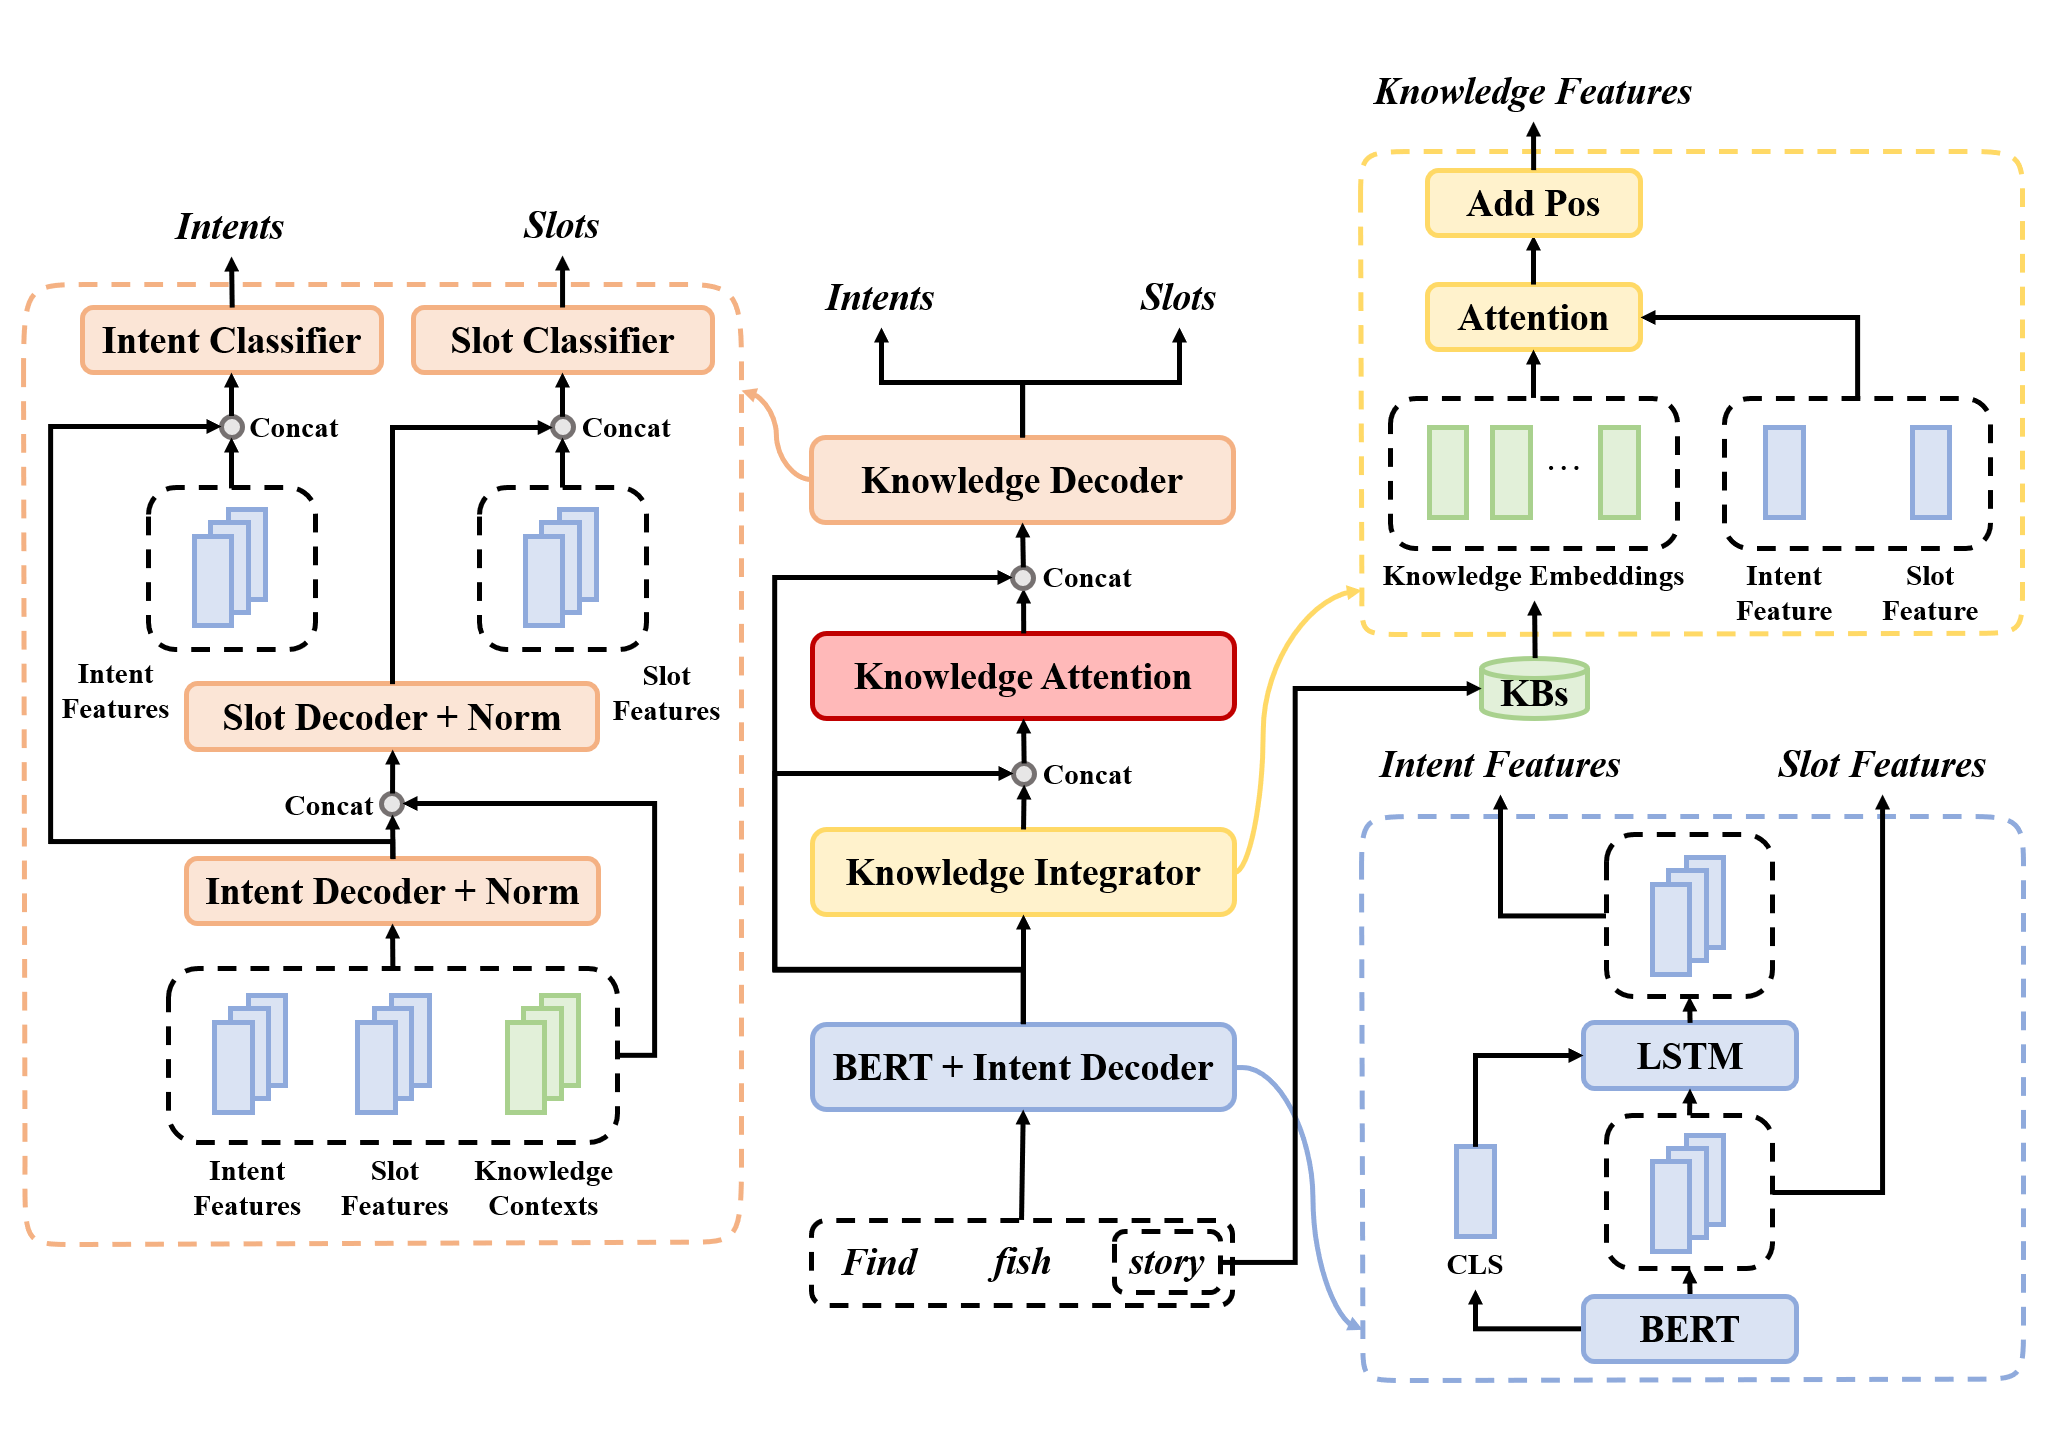 Intents
Slots
Intent Classifier
Slot Classifier
Concat
Concat
Intent
Features
Slot
Features
Slot Decoder + Norm
Concat
Intent Decoder + Norm
Intent
Features
Slot
Features
Knowledge
Contexts
Intents
Slots
Knowledge Decoder
Concat
Knowledge Attention
Concat
Knowledge Integrator
BERT + Intent Decoder
Find fish story
Knowledge Features
Add Pos
Attention
...
Knowledge Embeddings
Intent
Feature
Slot
Feature
KBs
Intent Features
Slot Features
LSTM
CLS
BERT